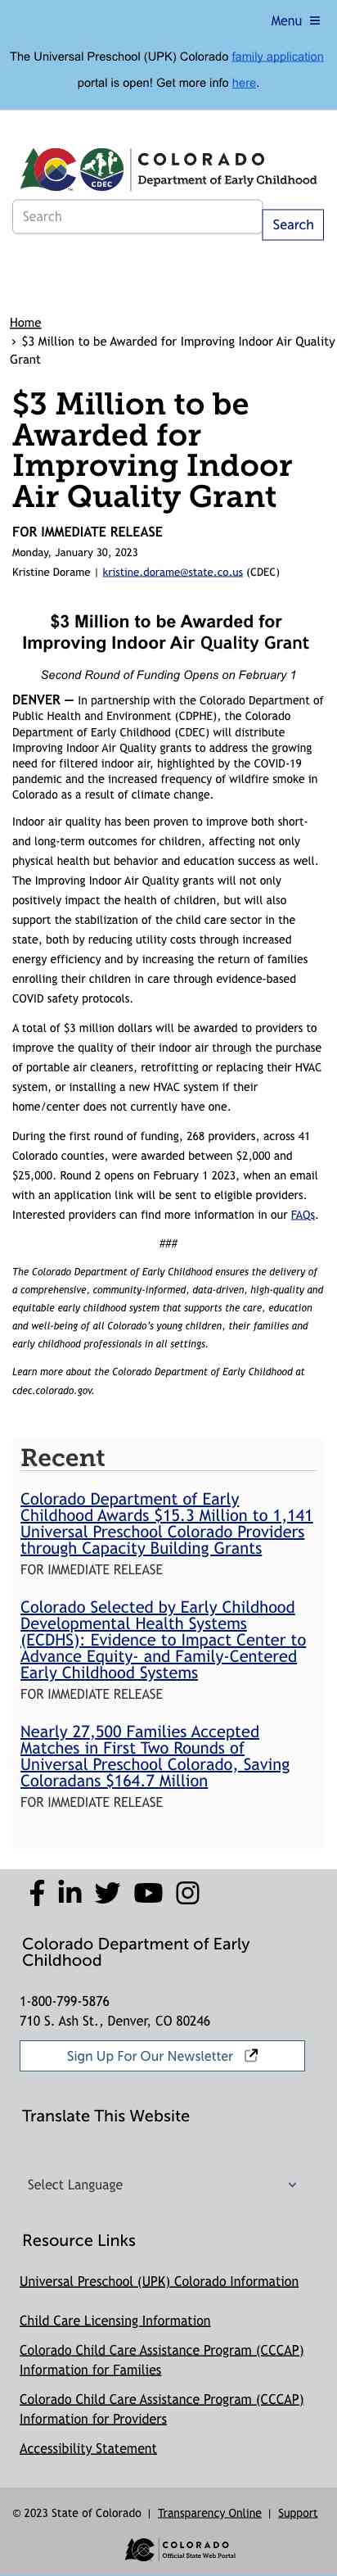 Menu
The Universal Preschool (UPK) Colorado family application
portal is open! Get more info here.
COLORADO
Department of Early Childhood
CDEC
Search
Search
Home
› $3 Million to be Awarded for Improving Indoor Air Quality
Grant
$3 Million to be
Awarded for
Improving Indoor
Air Quality Grant
FOR IMMEDIATE RELEASE
Monday, January 30, 2023
Kristine Dorame | kristine.dorame@state.co.us (CDEC)
$3 Million to be Awarded for
Improving Indoor Air Quality Grant
Second Round of Funding Opens on February 1
DENVER — In partnership with the Colorado Department of
Public Health and Environment (CDPHE), the Colorado
Department of Early Childhood (CDEC) will distribute
Improving Indoor Air Quality grants to address the growing
need for filtered indoor air, highlighted by the COVID-19
pandemic and the increased frequency of wildfire smoke in
Colorado as a result of climate change.
Indoor air quality has been proven to improve both short-
and long-term outcomes for children, affecting not only
physical health but behavior and education success as well.
The Improving Indoor Air Quality grants will not only
positively impact the health of children, but will also
support the stabilization of the child care sector in the
state, both by reducing utility costs through increased
energy efficiency and by increasing the return of families
enrolling their children in care through evidence-based
COVID safety protocols.
A total of $3 million dollars will be awarded to providers to
improve the quality of their indoor air through the purchase
of portable air cleaners, retrofitting or replacing their HVAC
system, or installing a new HVAC system if their
home/center does not currently have one.
During the first round of funding, 268 providers, across 41
Colorado counties, were awarded between $2,000 and
$25,000. Round 2 opens on February 1 2023, when an email
with an application link will be sent to eligible providers.
Interested providers can find more information in our FAQs.
###
The Colorado Department of Early Childhood ensures the delivery of
a comprehensive, community-informed, data-driven, high-quality and
equitable early childhood system that supports the care, education
and well-being of all Colorado's young children, their families and
early childhood professionals in all settings.
Learn more about the Colorado Department of Early Childhood at
cdec.colorado.gov.
Recent
Colorado Department of Early
Childhood Awards $15.3 Million to 1,141
Universal Preschool Colorado Providers
through Capacity Building Grants
FOR IMMEDIATE RELEASE
Colorado Selected by Early Childhood
Developmental Health Systems
(ECDHS): Evidence to Impact Center to
Advance Equity- and Family-Centered
Early Childhood Systems
FOR IMMEDIATE RELEASE
Nearly 27,500 Families Accepted
Matches in First Two Rounds of
Universal Preschool Colorado, Saving
Coloradans $164.7 Million
FOR IMMEDIATE RELEASE
Colorado Department of Early
Childhood
1-800-799-5876
710 S. Ash St., Denver, CO 80246
Sign Up For Our Newsletter
Translate This Website
Select Language
Resource Links
Universal Preschool (UPK) Colorado Information
Child Care Licensing Information
Colorado Child Care Assistance Program (CCCAP)
Information for Families
Colorado Child Care Assistance Program (CCCAP)
Information for Providers
Accessibility Statement
© 2023 State of Colorado | Transparency Online | Support
COLORADO
Official State Web Portal